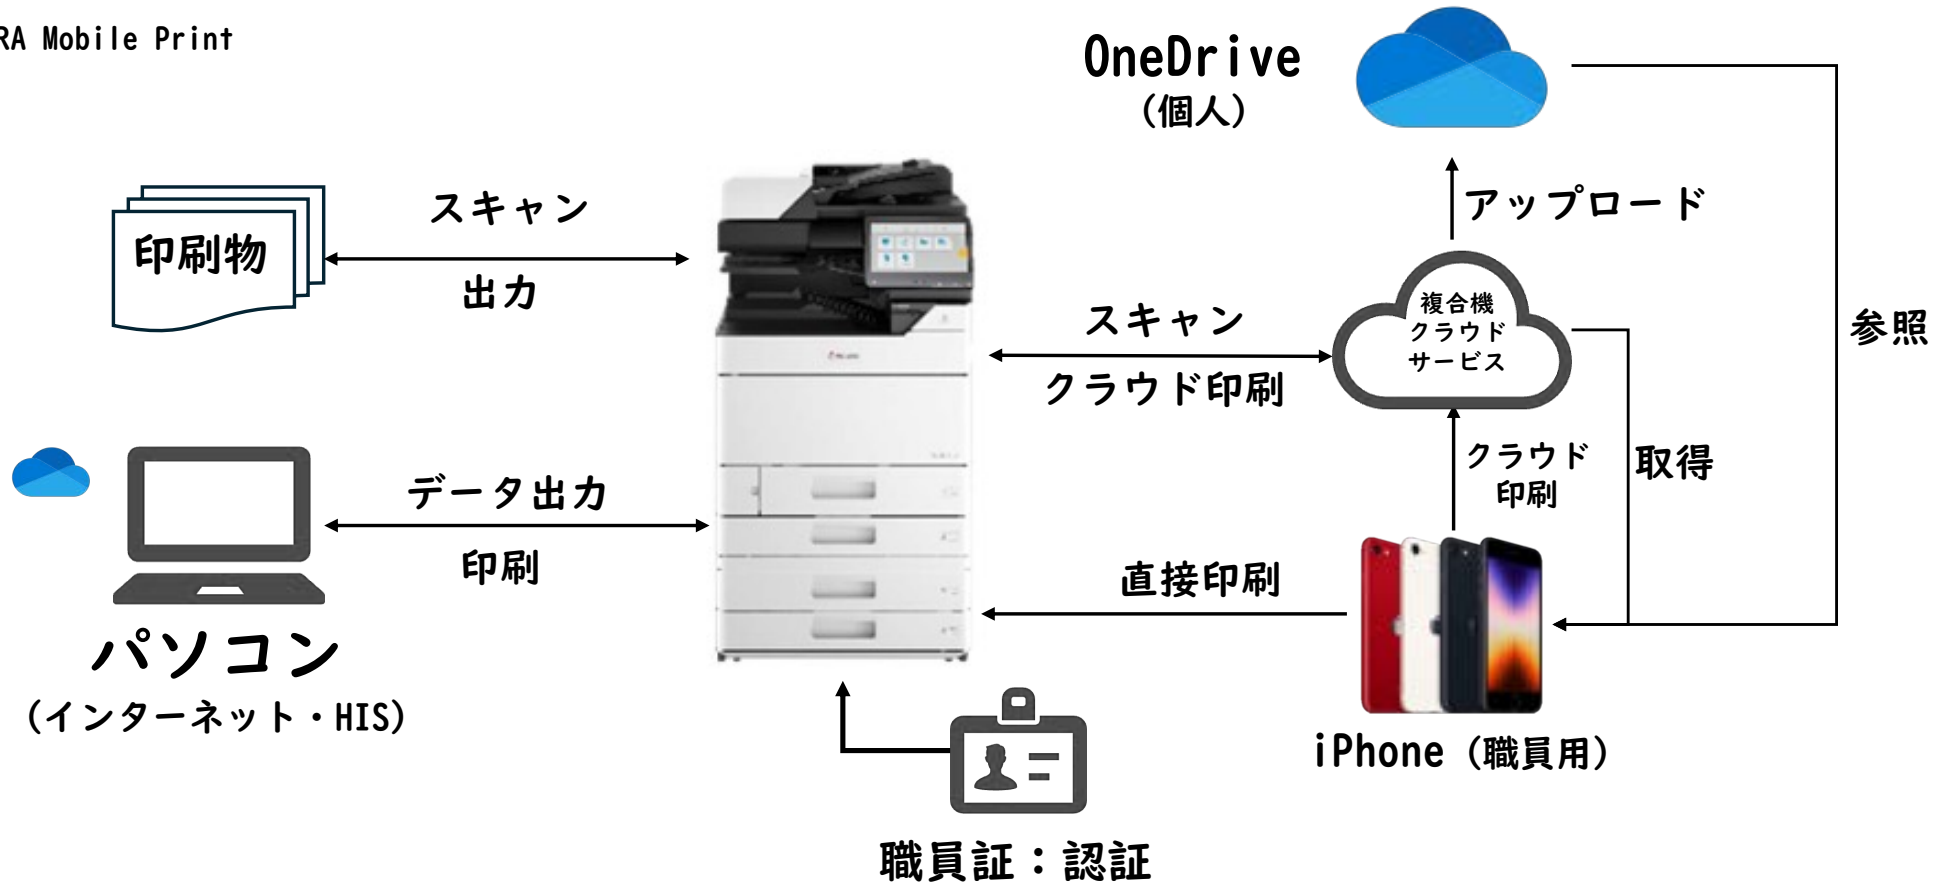 RA Mobile Print
OneDrive
（個人）
アップロード
スキャン
出力
印刷物
複合機
クラウド
サービス
スキャン
クラウド印刷
参照
クラウド
印刷
取得
データ出力
印刷
直接印刷
パソコン
（インターネット・HIS）
iPhone（職員用）
職員証：認証